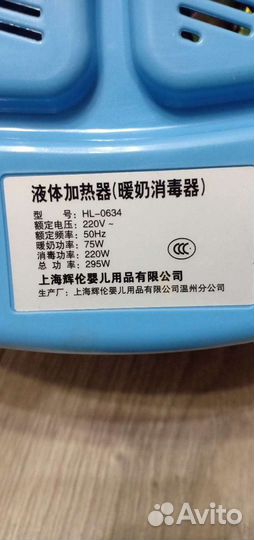 液体加热器(暖奶消毒器)
型 号: HL-0634
额定电压: 220V ~
额定频率: 50Hz
暖奶功率: 75W
消毒功率: 220W
总 功 率: 295W
上海辉伦婴儿用品有限公司
生产厂: 上海辉伦婴儿用品有限公司温州分公司
CCC
Avito